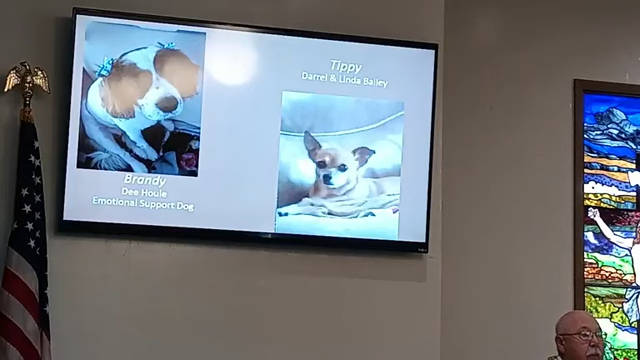 Brandy
Dee Houle
Emotional Support Dog
Tippy
Darrel & Linda Bailey